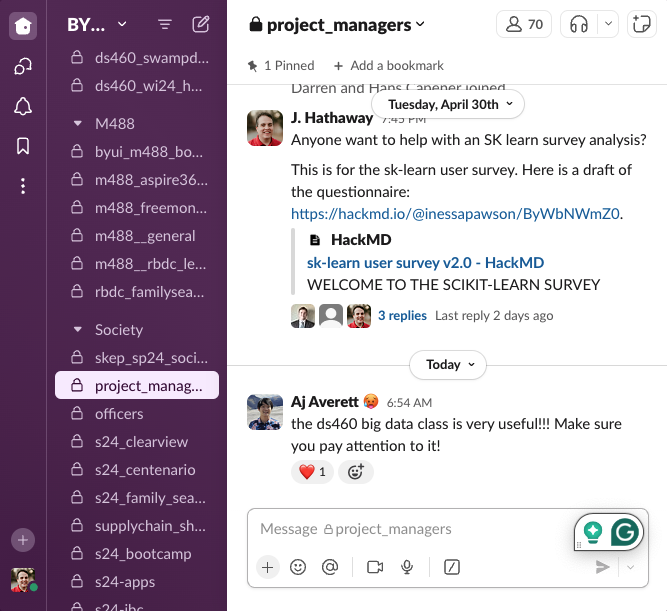 BY...
ds460_swampd...
ds460_wi24_h...
M488
byui_m488_bo...
m488_aspire36...
m488_freemon...
m488__general
m488__rbdc_le...
rbdc_familysea...
Society
skep_sp24_soci...
project_manag...
officers
s24_clearview
s24_centenario
s24_family_sea...
supplychain_sh...
s24_bootcamp
s24-apps
s24-ibc
project_managers
70
1 Pinned
Add a bookmark
Darren and Hans Capener joined
Tuesday, April 30th
J. Hathaway 7:45 PM
Anyone want to help with an SK learn survey analysis?
This is for the sk-learn user survey. Here is a draft of
the questionnaire:
https://hackmd.io/@inessapawson/ByWbNWmZ0.
HackMD
sk-learn user survey v2.0 - HackMD
WELCOME TO THE SCIKIT-LEARN SURVEY
3 replies Last reply 2 days ago
Today
Aj Averett 6:54 AM
the ds460 big data class is very useful!!! Make sure
you pay attention to it!
1
Message project_managers